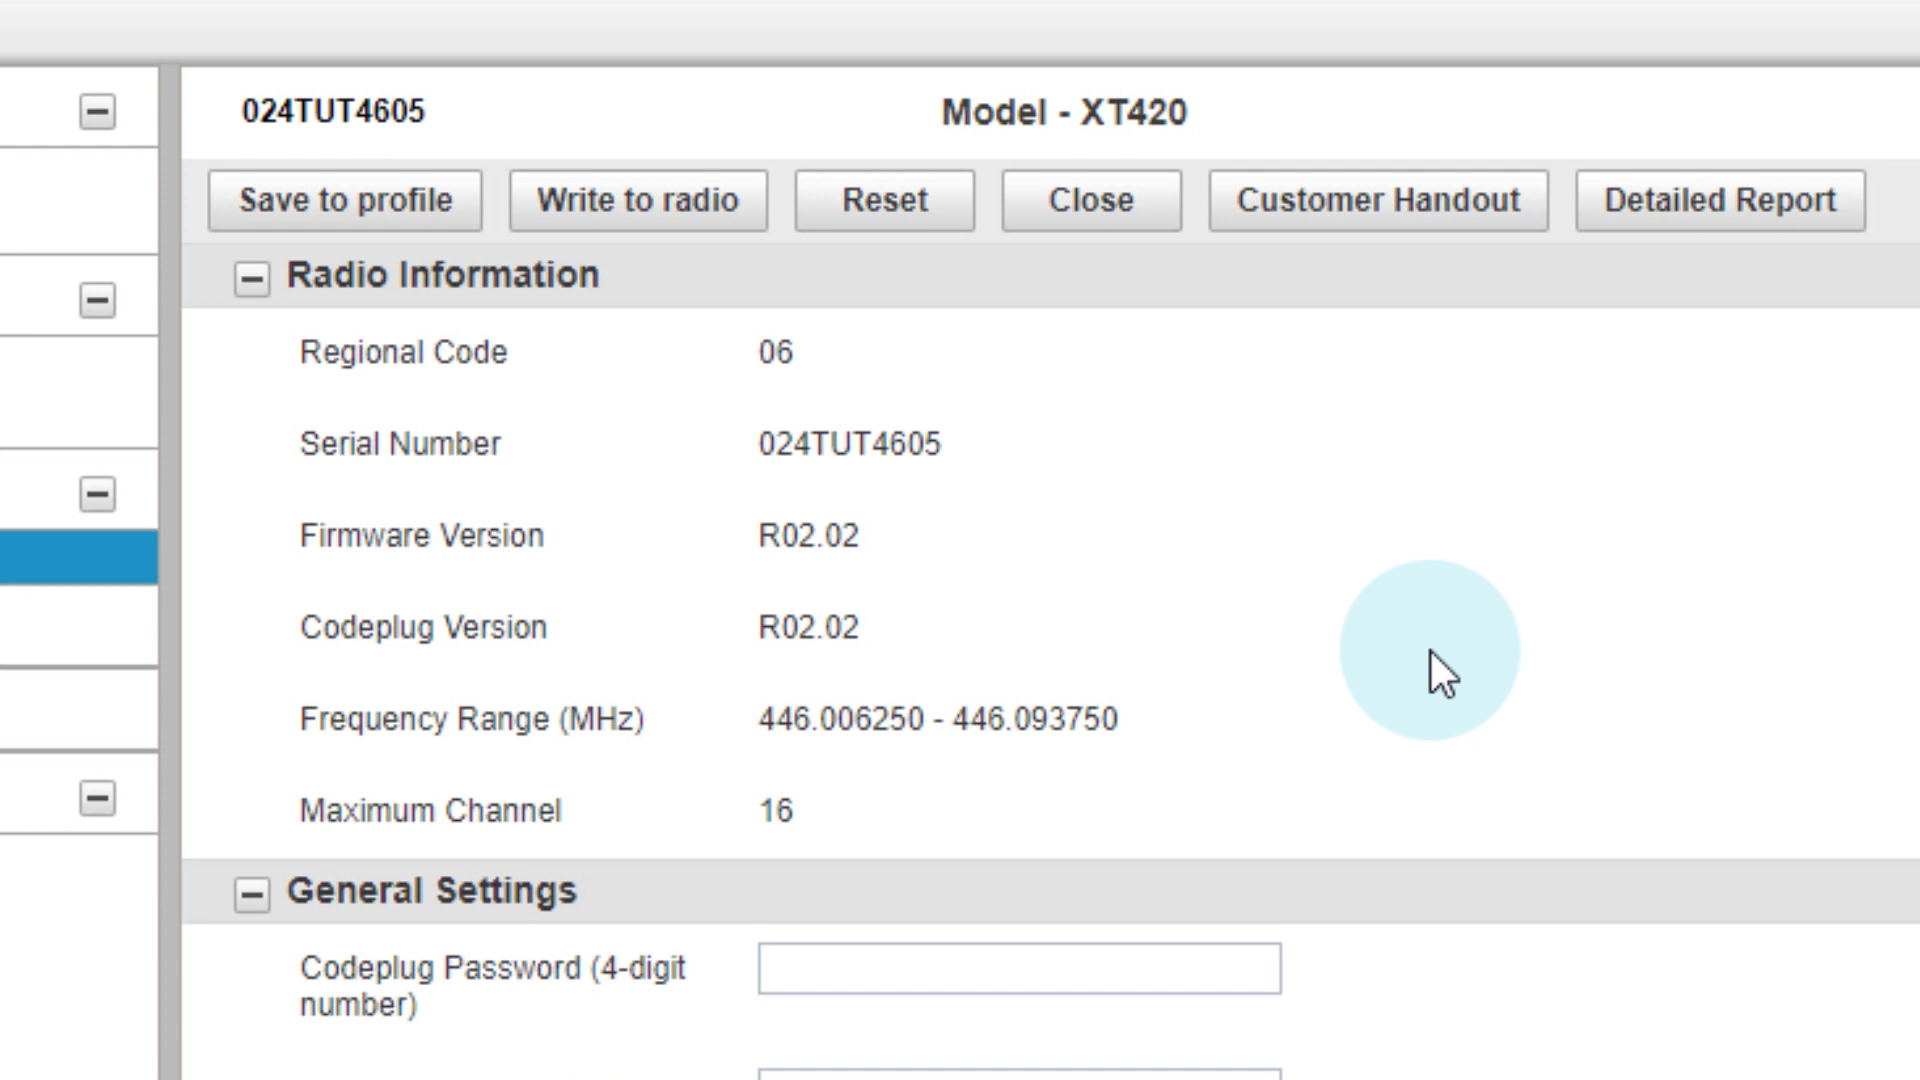 024TUT4605 Model - XT420
Save to profile Write to radio Reset Close Customer Handout Detailed Report
Radio Information
Regional Code 06
Serial Number 024TUT4605
Firmware Version R02.02
Codeplug Version R02.02
Frequency Range (MHz) 446.006250 - 446.093750
Maximum Channel 16
General Settings
Codeplug Password (4-digit
number)